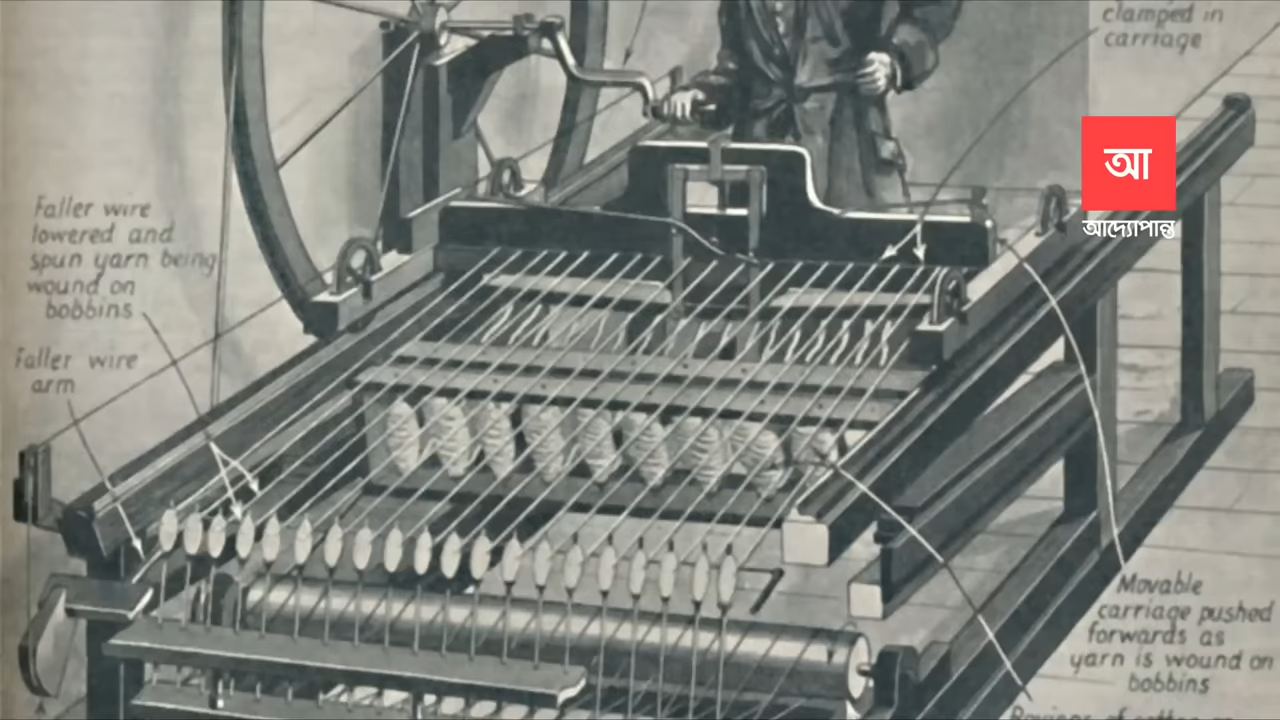 clamped in
carriage
আ
আদ্যোপান্ত
Faller wire
lowered and
spun yarn being
wound on
bobbins
Faller wire
arm
Movable
carriage pushed
forwards as
yarn is wound on
bobbins